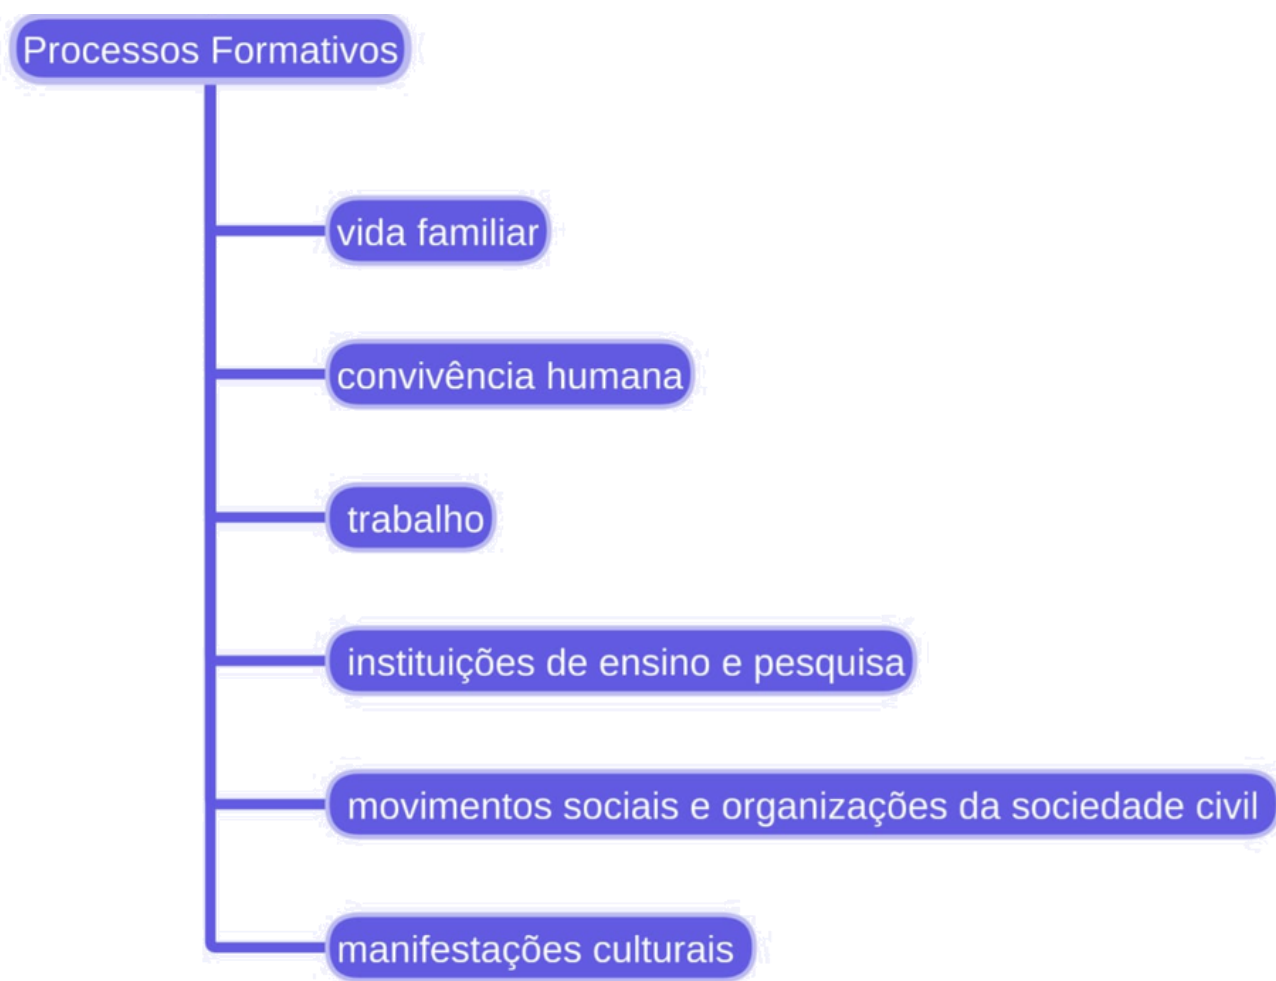 Processos Formativos
vida familiar
convivência humana
trabalho
instituições de ensino e pesquisa
movimentos sociais e organizações da sociedade civil
manifestações culturais